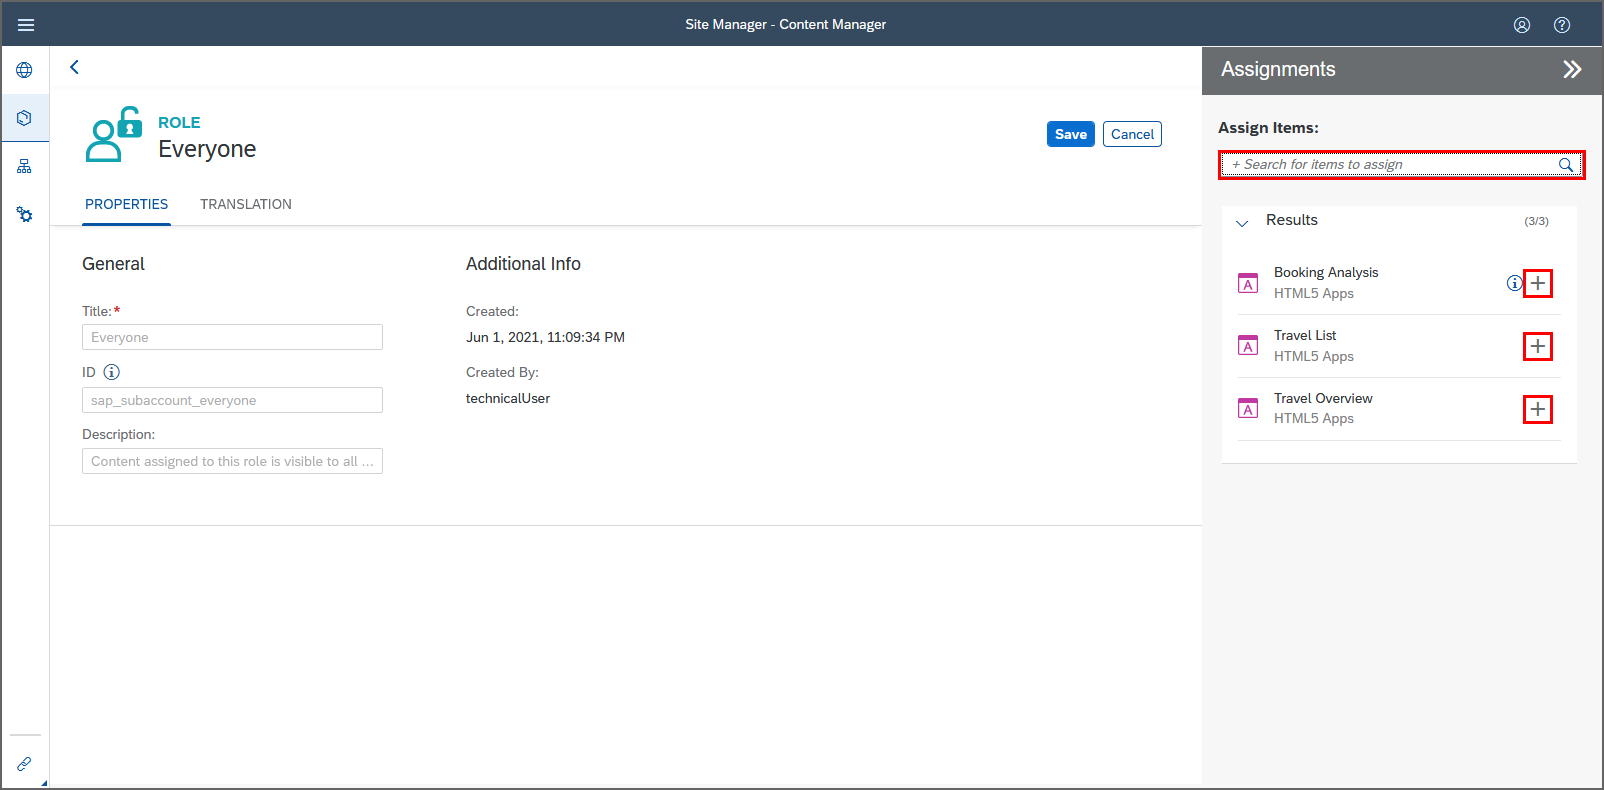 Site Manager - Content Manager
ROLE
Everyone
Save
Cancel
PROPERTIES
TRANSLATION
General
Title:*
Everyone
ID
sap_subaccount_everyone
Description:
Content assigned to this role is visible to all ...
Additional Info
Created:
Jun 1, 2021, 11:09:34 PM
Created By:
technicalUser
Assignments
Assign Items:
+ Search for items to assign
Results
(3/3)
A
Booking Analysis
HTML5 Apps
A
Travel List
HTML5 Apps
A
Travel Overview
HTML5 Apps